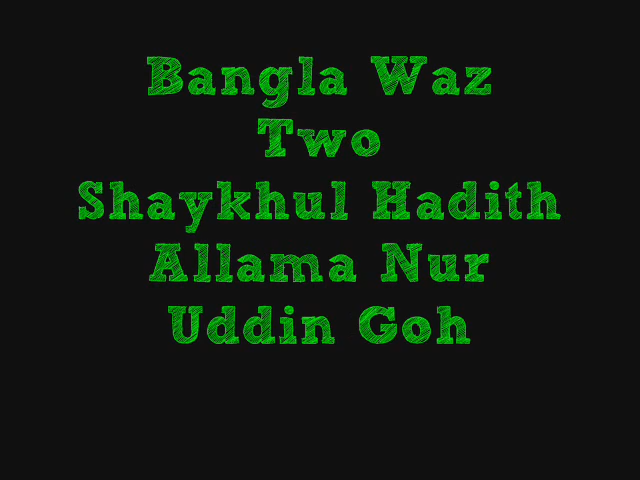 Bangla Waz
Two
Shaykhul Hadith
Allama Nur
Uddin Goh